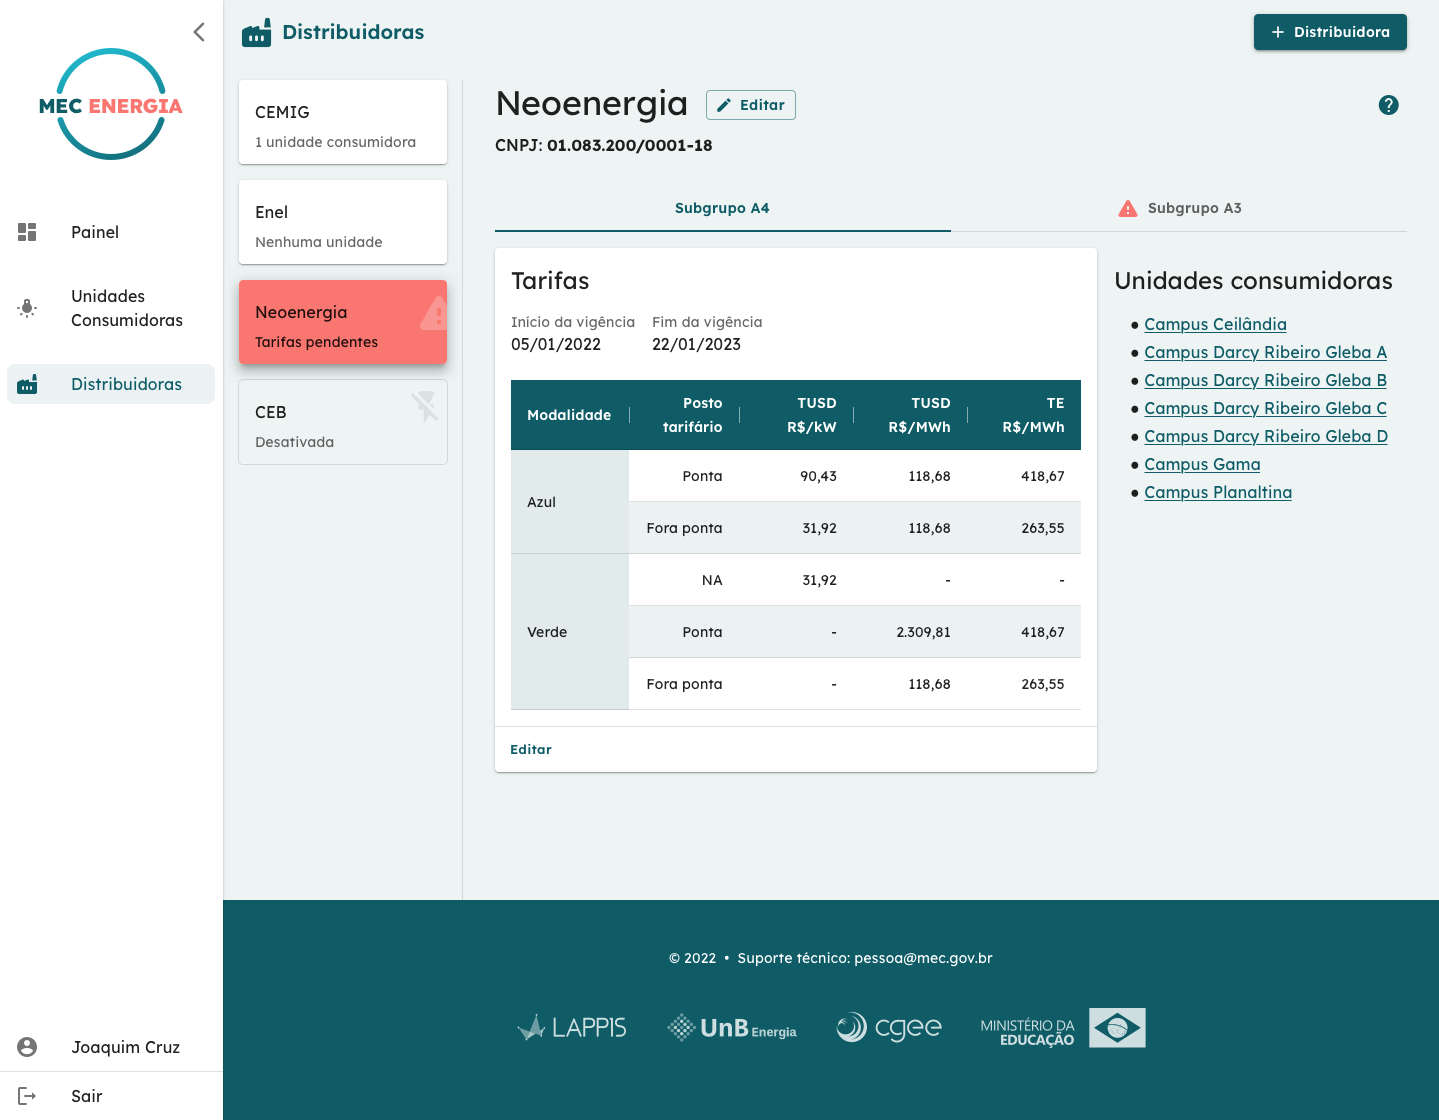 MEC ENERGIA
Painel
Unidades
Consumidoras
Distribuidoras
Joaquim Cruz
Sair
Distribuidoras
Distribuidora
CEMIG
1 unidade consumidora
Enel
Nenhuma unidade
Neoenergia
Tarifas pendentes
CEB
Desativada
Neoenergia
Editar
CNPJ: 01.083.200/0001-18
Subgrupo A4
Subgrupo A3
Tarifas
Início da vigência
05/01/2022
Fim da vigência
22/01/2023
Modalidade
Posto
tarifário
TUSD
R$/kW
TUSD
R$/MWh
TE
R$/MWh
Azul
Ponta 90,43 118,68 418,67
Fora ponta 31,92 118,68 263,55
Verde
NA 31,92 - -
Ponta - 2.309,81 418,67
Fora ponta - 118,68 263,55
Editar
Unidades consumidoras
• Campus Ceilândia
• Campus Darcy Ribeiro Gleba A
• Campus Darcy Ribeiro Gleba B
• Campus Darcy Ribeiro Gleba C
• Campus Darcy Ribeiro Gleba D
• Campus Gama
• Campus Planaltina
© 2022 • Suporte técnico: pessoa@mec.gov.br
LAPPIS
UnB Energia
cgee
MINISTÉRIO DA
EDUCAÇÃO